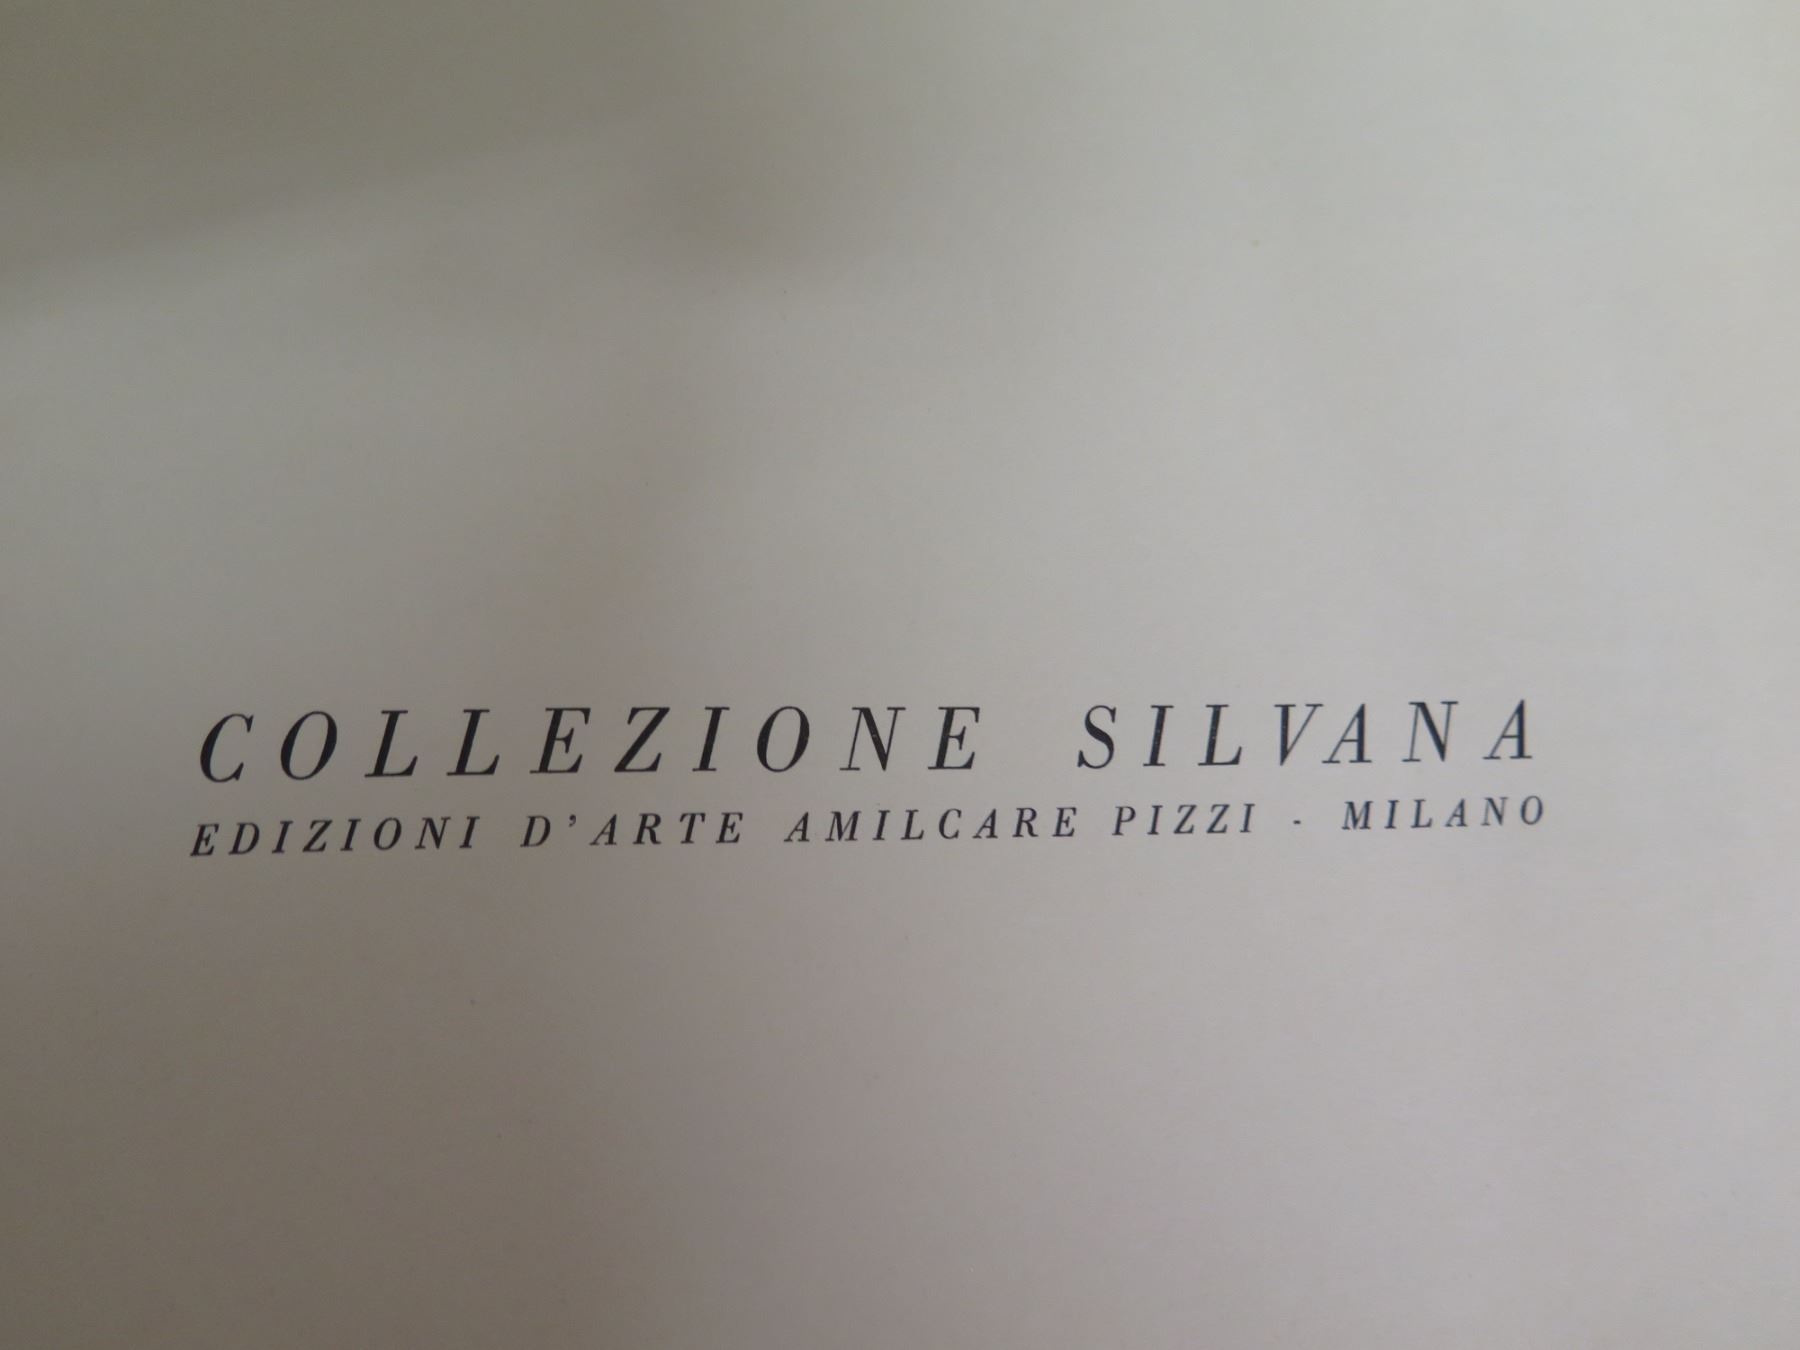 COLLEZIONE SILVANA
EDIZIONI D'ARTE AMILCARE PIZZI - MILANO